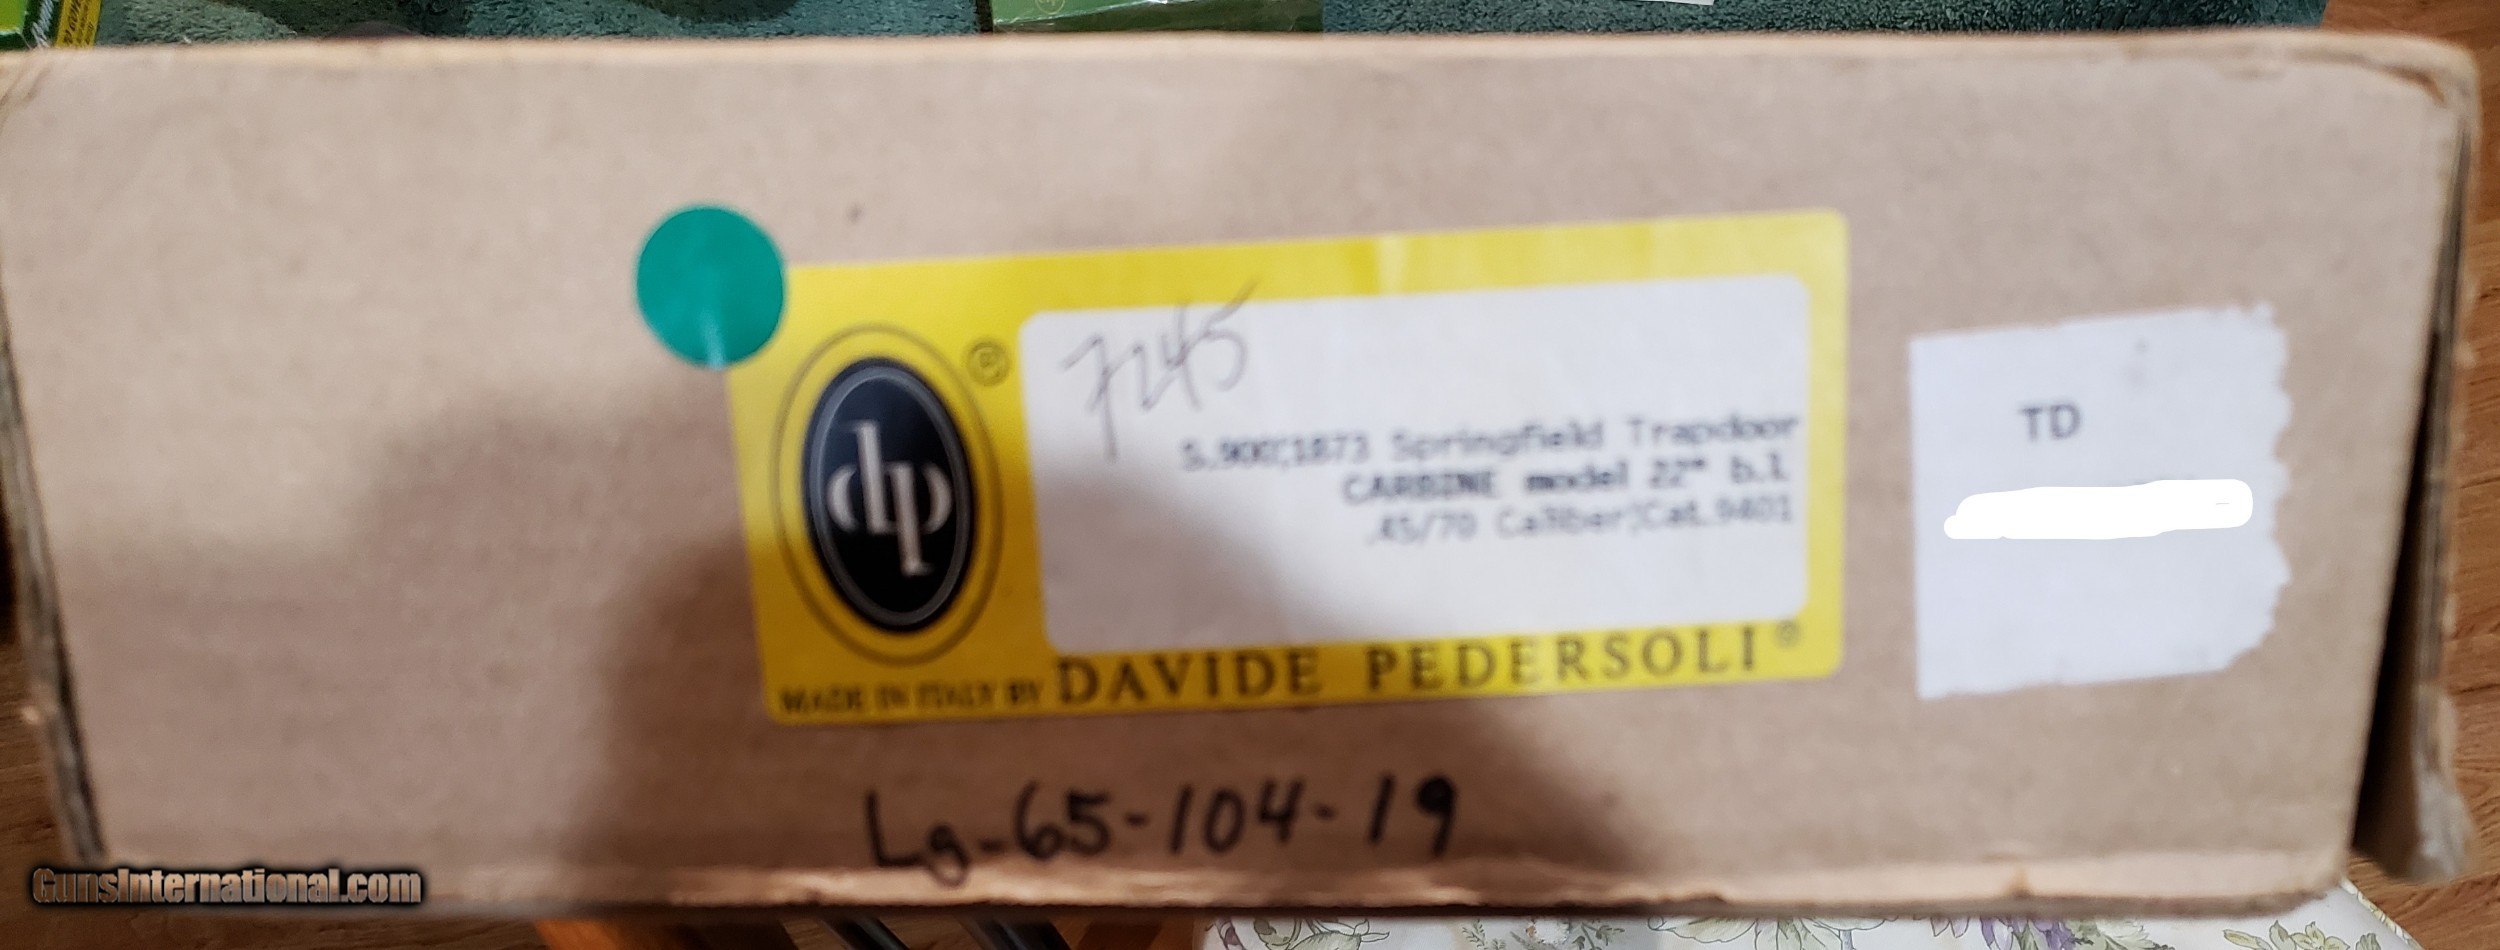 7245
S.900;1873 Springfield Trapdoor
CARBINE model 22" b.l.
.45/70 Caliber;Cat.9401
dp
®
MADE IN ITALY BY DAVIDE PEDERSOLI®
TD
Lg-65-104-19
GunsInternational.com